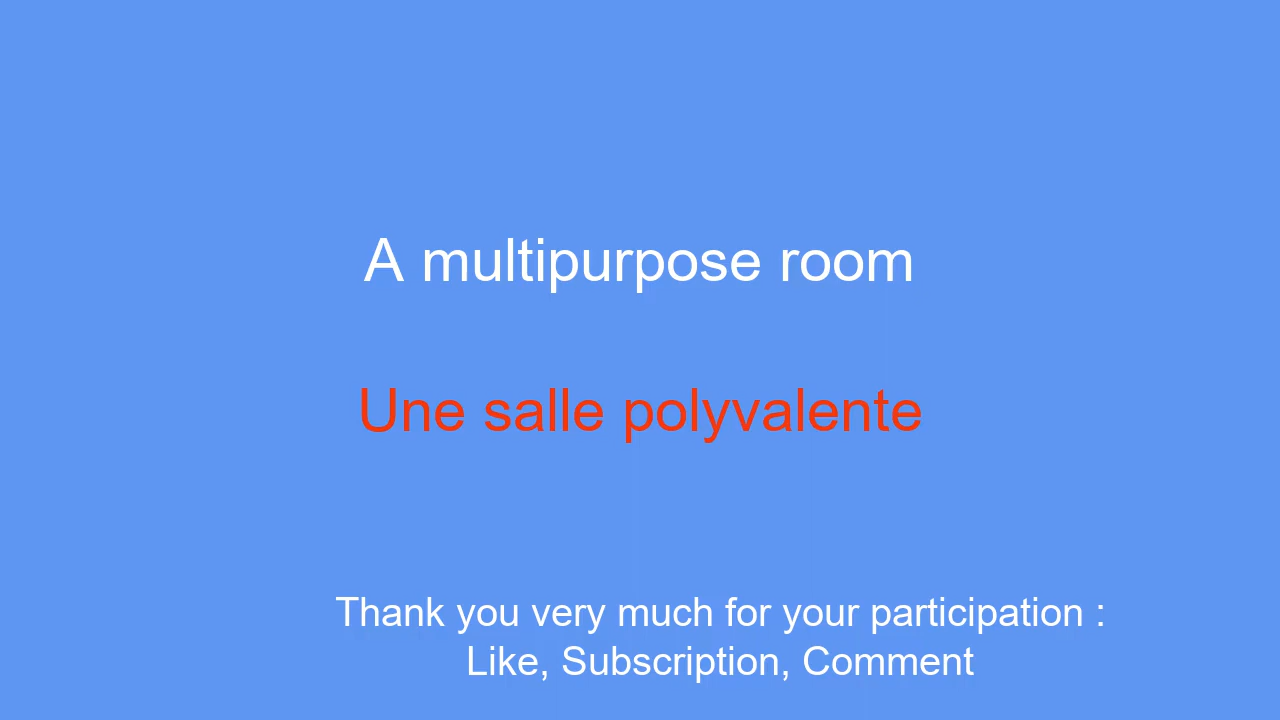 A multipurpose room
Une salle polyvalente
Thank you very much for your participation :
Like, Subscription, Comment